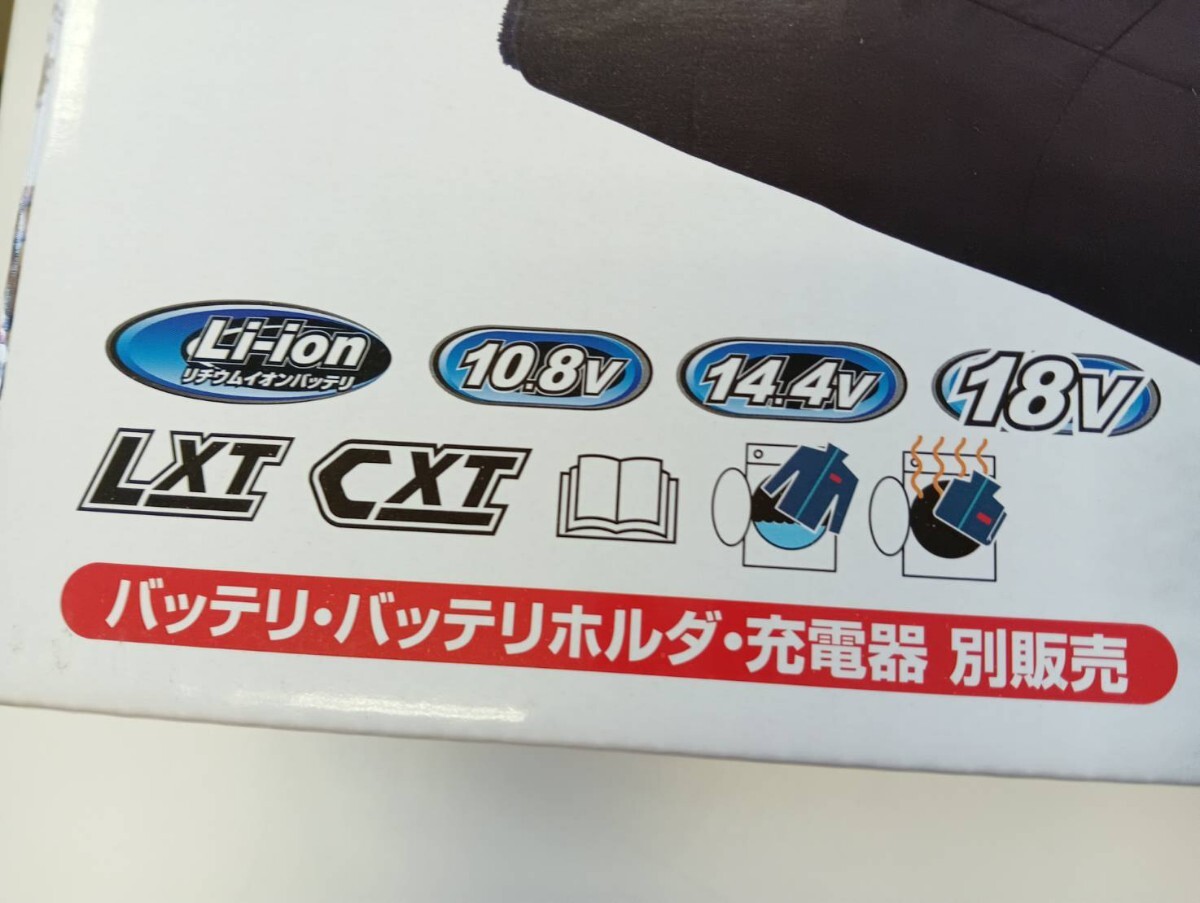 Li-ion
リチウムイオンバッテリ
10.8V
14.4V
18V
LXT
CXT
バッテリ・バッテリホルダ・充電器 別販売